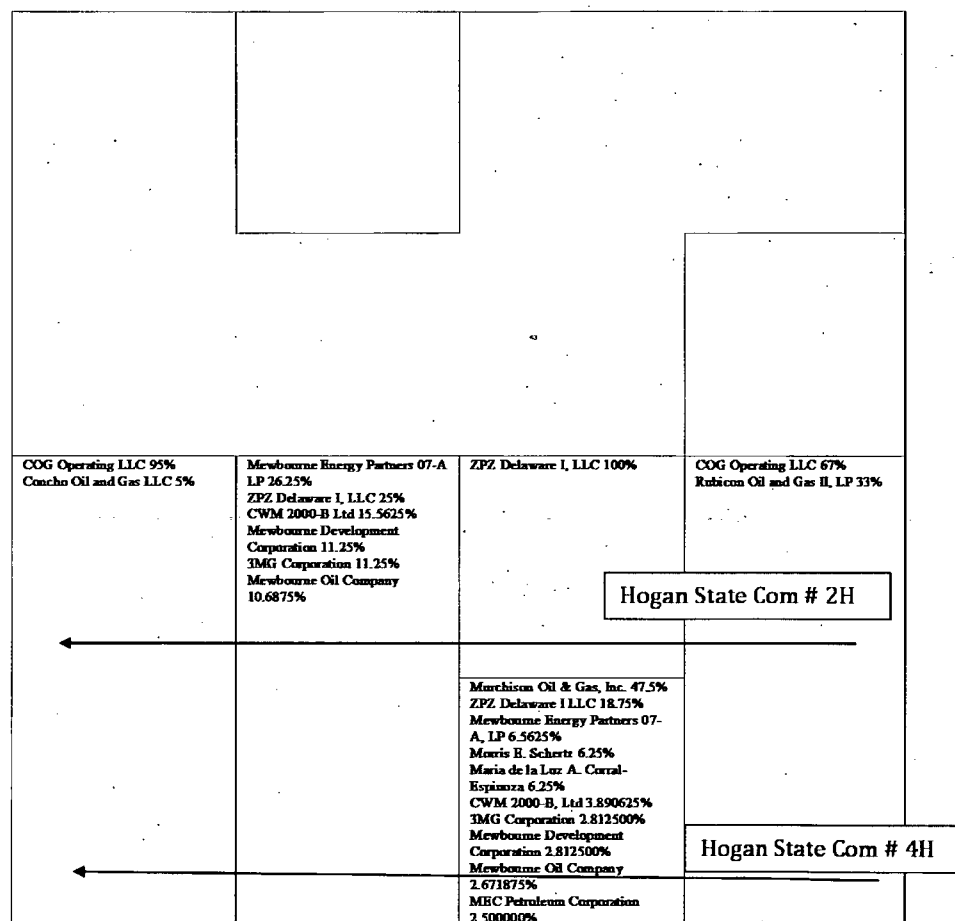 COG Operating LLC 95%
Concho Oil and Gas LLC 5%
Mewbourne Energy Partners 07-A
LP 26.25%
ZPZ Delaware I, LLC 25%
CWM 2000-B Ltd 15.5625%
Mewbourne Development
Corporation 11.25%
3MG Corporation 11.25%
Mewbourne Oil Company
10.6875%
ZPZ Delaware I, LLC 100%
COG Operating LLC 67%
Rubicon Oil and Gas II, LP 33%
Hogan State Com # 2H
Murchison Oil & Gas, Inc. 47.5%
ZPZ Delaware I LLC 18.75%
Mewbourne Energy Partners 07-
A, LP 6.5625%
Morris E. Schertz 6.25%
Maria de la Luz A. Corral-
Espinoza 6.25%
CWM 2000-B, Ltd 3.890625%
3MG Corporation 2.812500%
Mewbourne Development
Corporation 2.812500%
Mewbourne Oil Company
2.671875%
MEC Petroleum Corporation
2.500000%
Hogan State Com # 4H